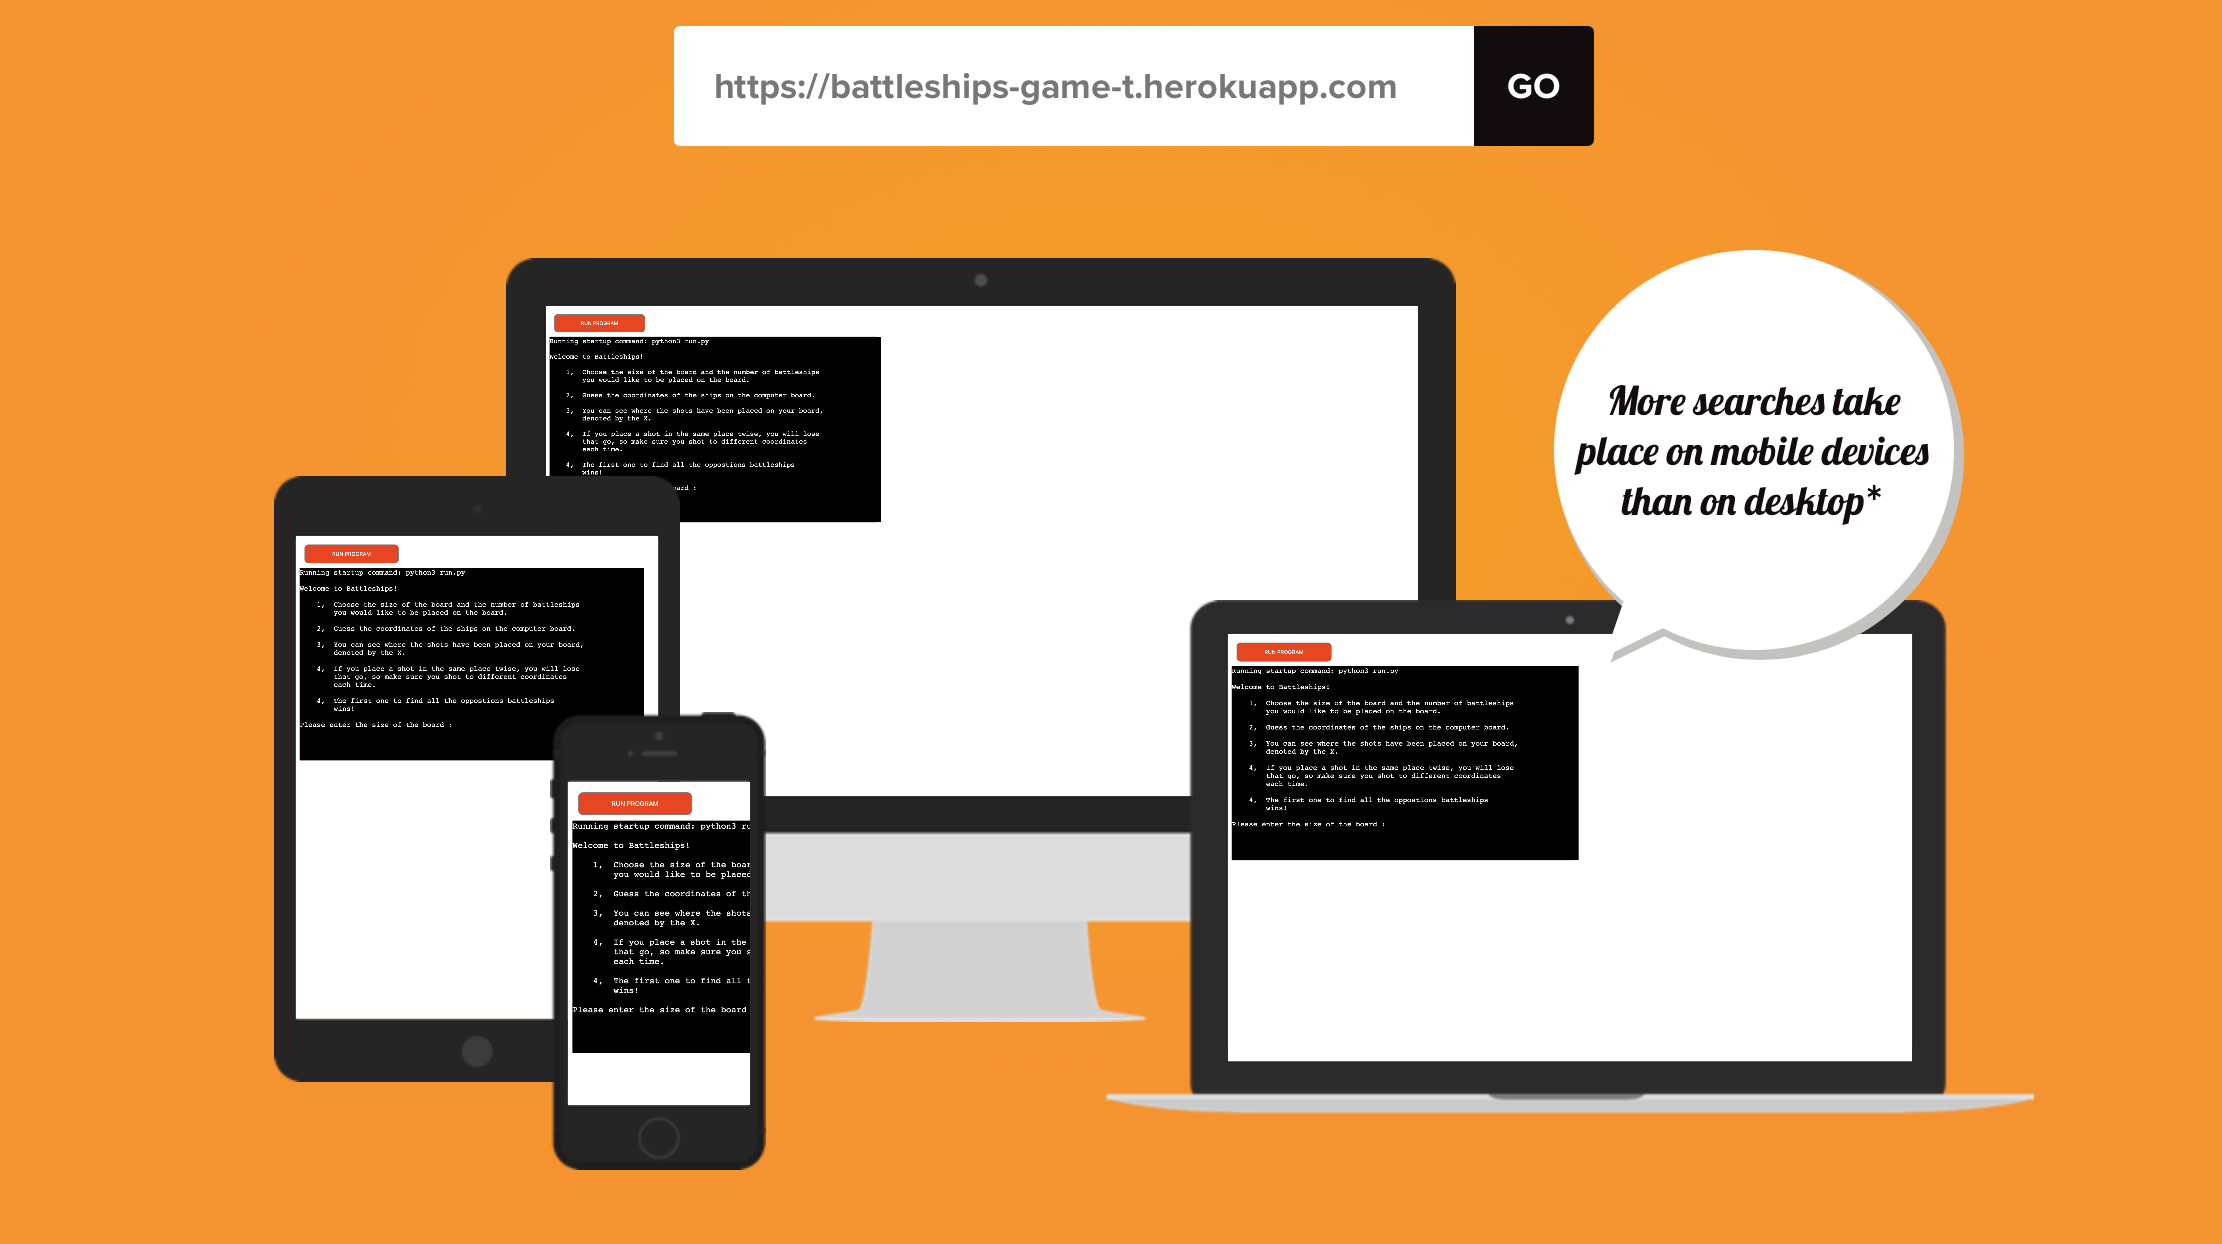 https://battleships-game-t.herokuapp.com
GO
More searches take
place on mobile devices
than on desktop*
RUN PROGRAM
Running startup command: python3 run.py
Welcome to Battleships!
1, Choose the size of the board and the number of battleships
you would like to be placed on the board.
2, Guess the coordinates of the ships on the computer board.
3, You can see where the shots have been placed on your board,
denoted by the X.
4, If you place a shot in the same place twise, you will lose
that go, so make sure you shot to different coordinates
each time.
4, The first one to find all the oppostions battleships
wins!
oard :
RUN PROGRAM
Running startup command: python3 run.py
Welcome to Battleships!
1, Choose the size of the board and the number of battleships
you would like to be placed on the board.
2, Guess the coordinates of the ships on the computer board.
3, You can see where the shots have been placed on your board,
denoted by the X.
4, If you place a shot in the same place twise, you will lose
that go, so make sure you shot to different coordinates
each time.
4, The first one to find all the oppostions battleships
wins!
Please enter the size of the board :
RUN PROGRAM
Running startup command: python3 ru
Welcome to Battleships!
1, Choose the size of the boar
you would like to be placed
2, Guess the coordinates of th
3, You can see where the shots
denoted by the X.
4, If you place a shot in the
that go, so make sure you s
each time.
4, The first one to find all t
wins!
Please enter the size of the board
RUN PROGRAM
Running startup command: python3 run.py
Welcome to Battleships!
1, Choose the size of the board and the number of battleships
you would like to be placed on the board.
2, Guess the coordinates of the ships on the computer board.
3, You can see where the shots have been placed on your board,
denoted by the X.
4, If you place a shot in the same place twise, you will lose
that go, so make sure you shot to different coordinates
each time.
4, The first one to find all the oppostions battleships
wins!
Please enter the size of the board :